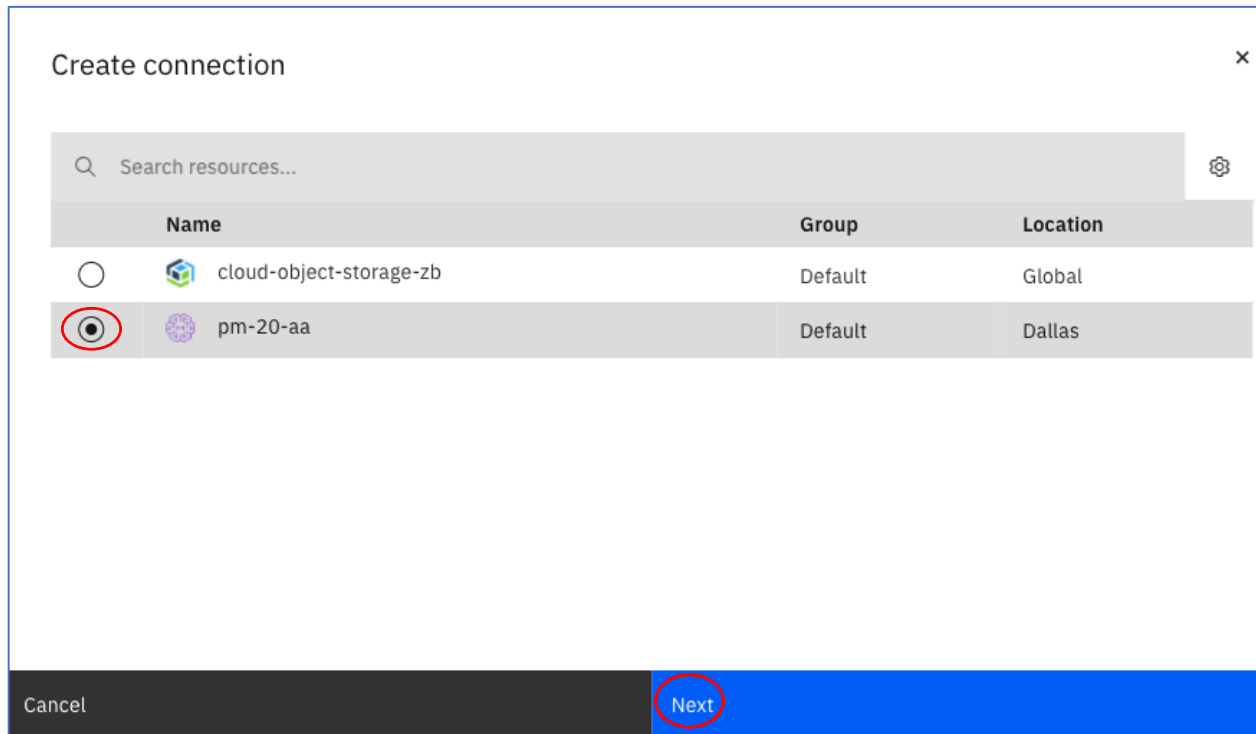 Create connection
Search resources...
Name Group Location
cloud-object-storage-zb Default Global
pm-20-aa Default Dallas
Cancel Next